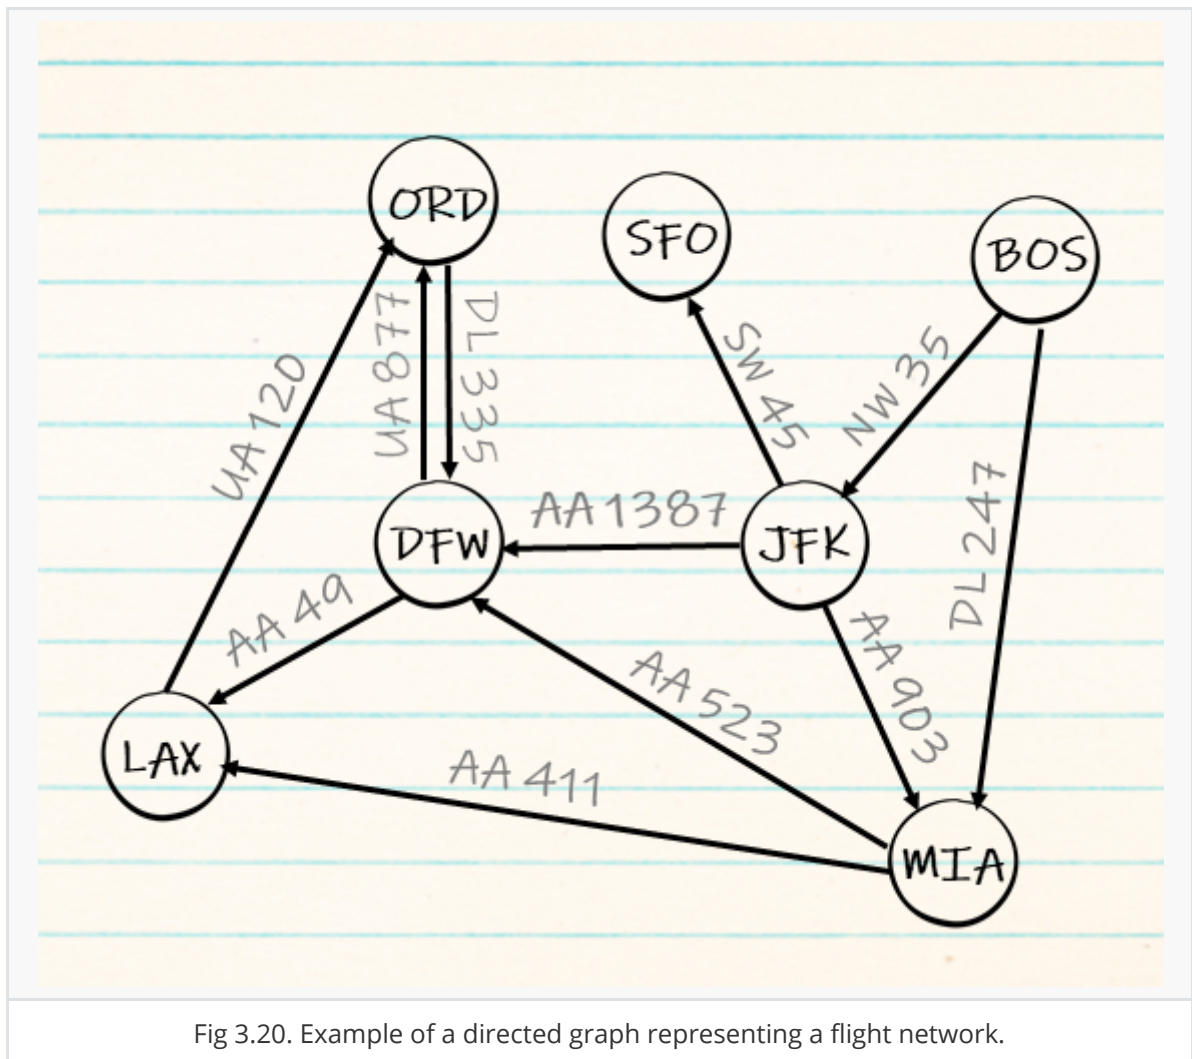 ORD
SFO
BOS
UA 877
DL 335
SW 45
NW 35
UA 120
AA 1387
DL 247
DFW
JFK
AA 49
AA 523
AA 903
LAX
AA 411
MIA
Fig 3.20. Example of a directed graph representing a flight network.